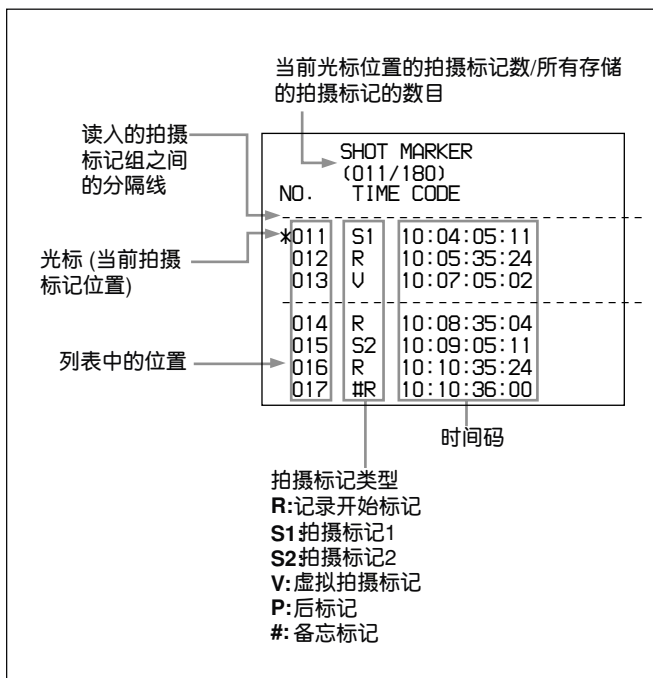 当前光标位置的拍摄标记数/所有存储
的拍摄标记的数目
读入的拍摄
标记组之间
的分隔线
光标 (当前拍摄
标记位置)
列表中的位置
SHOT MARKER
(011/180)
NO. TIME CODE
*011 S1 10:04:05:11
012 R 10:05:35:24
013 V 10:07:05:02
014 R 10:08:35:04
015 S2 10:09:05:11
016 R 10:10:35:24
017 #R 10:10:36:00
时间码
拍摄标记类型
R:记录开始标记
S1:拍摄标记1
S2:拍摄标记2
V:虚拟拍摄标记
P:后标记
#:备忘标记